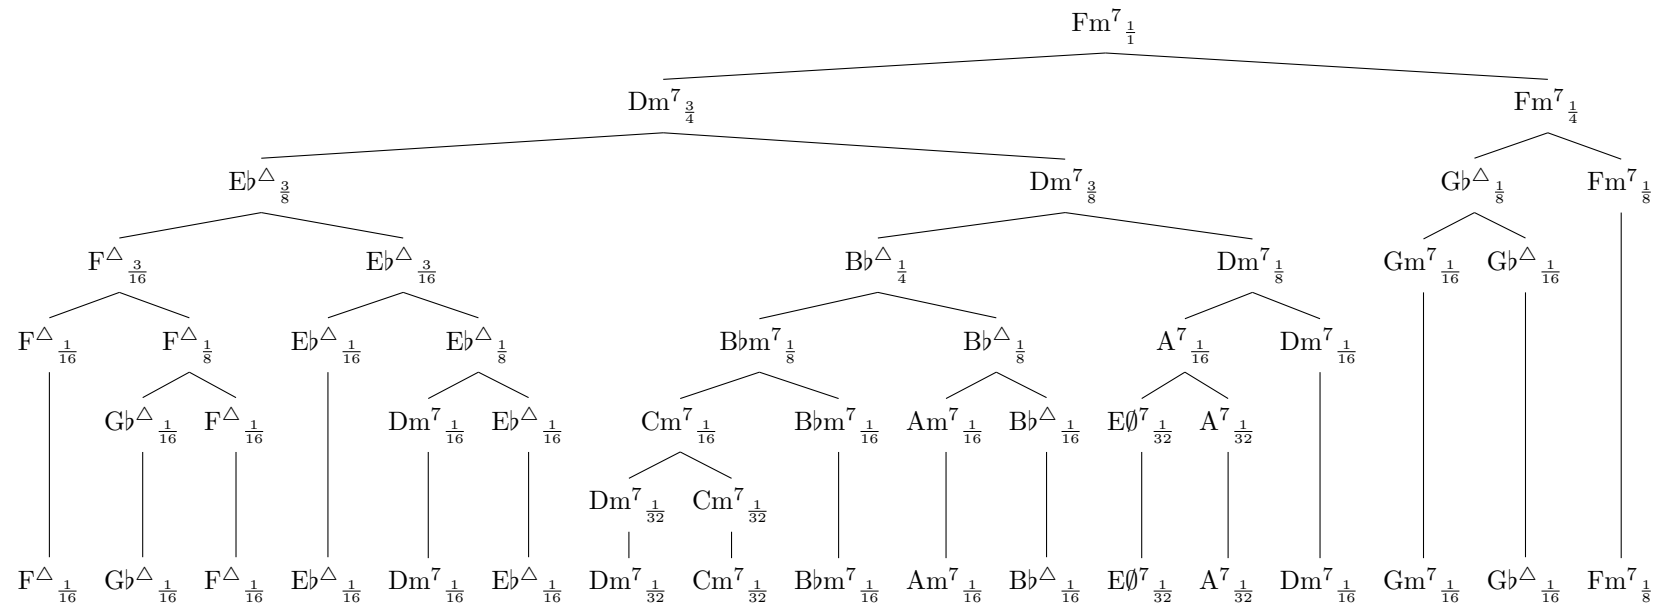 Fm⁷ 1/1
Dm⁷ 3/4 Fm⁷ 1/4
E♭△ 3/8 Dm⁷ 3/8 G♭△ 1/8 Fm⁷ 1/8
F△ 3/16 E♭△ 3/16 B♭△ 1/4 Dm⁷ 1/8 Gm⁷ 1/16 G♭△ 1/16
F△ 1/16 F△ 1/8 E♭△ 1/16 E♭△ 1/8 B♭m⁷ 1/8 B♭△ 1/8 A⁷ 1/16 Dm⁷ 1/16
G♭△ 1/16 F△ 1/16 Dm⁷ 1/16 E♭△ 1/16 Cm⁷ 1/16 B♭m⁷ 1/16 Am⁷ 1/16 B♭△ 1/16 E∅⁷ 1/32 A⁷ 1/32
Dm⁷ 1/32 Cm⁷ 1/32
F△ 1/16 G♭△ 1/16 F△ 1/16 E♭△ 1/16 Dm⁷ 1/16 E♭△ 1/16 Dm⁷ 1/32 Cm⁷ 1/32 B♭m⁷ 1/16 Am⁷ 1/16 B♭△ 1/16 E∅⁷ 1/32 A⁷ 1/32 Dm⁷ 1/16 Gm⁷ 1/16 G♭△ 1/16 Fm⁷ 1/8